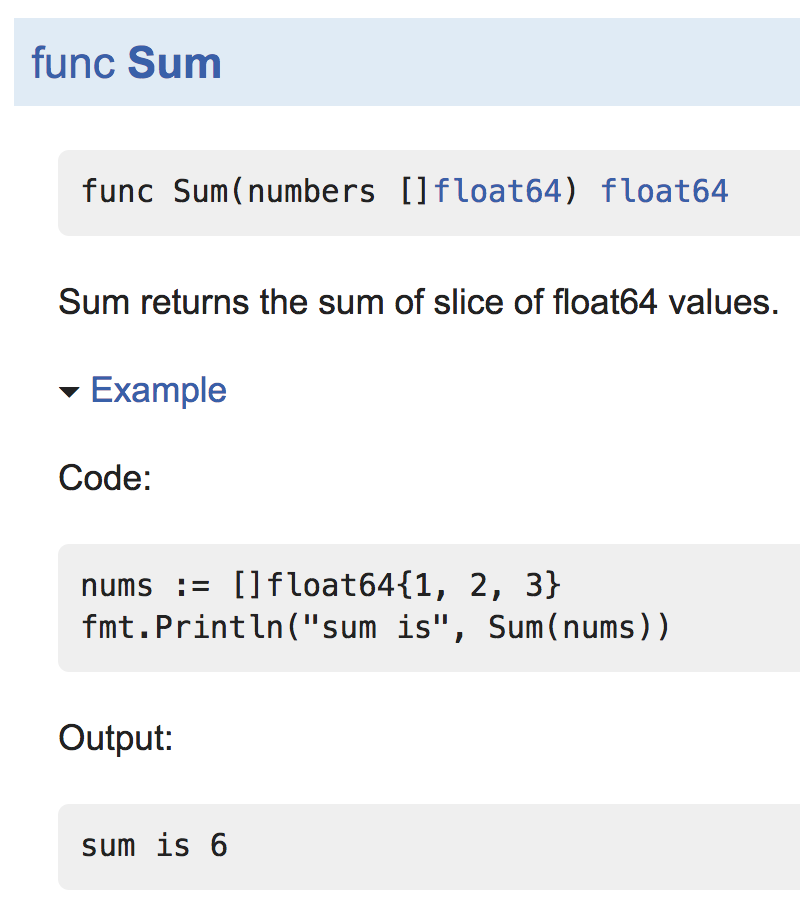 func Sum
func Sum(numbers []float64) float64
Sum returns the sum of slice of float64 values.
Example
Code:
nums := []float64{1, 2, 3}
fmt.Println("sum is", Sum(nums))
Output:
sum is 6